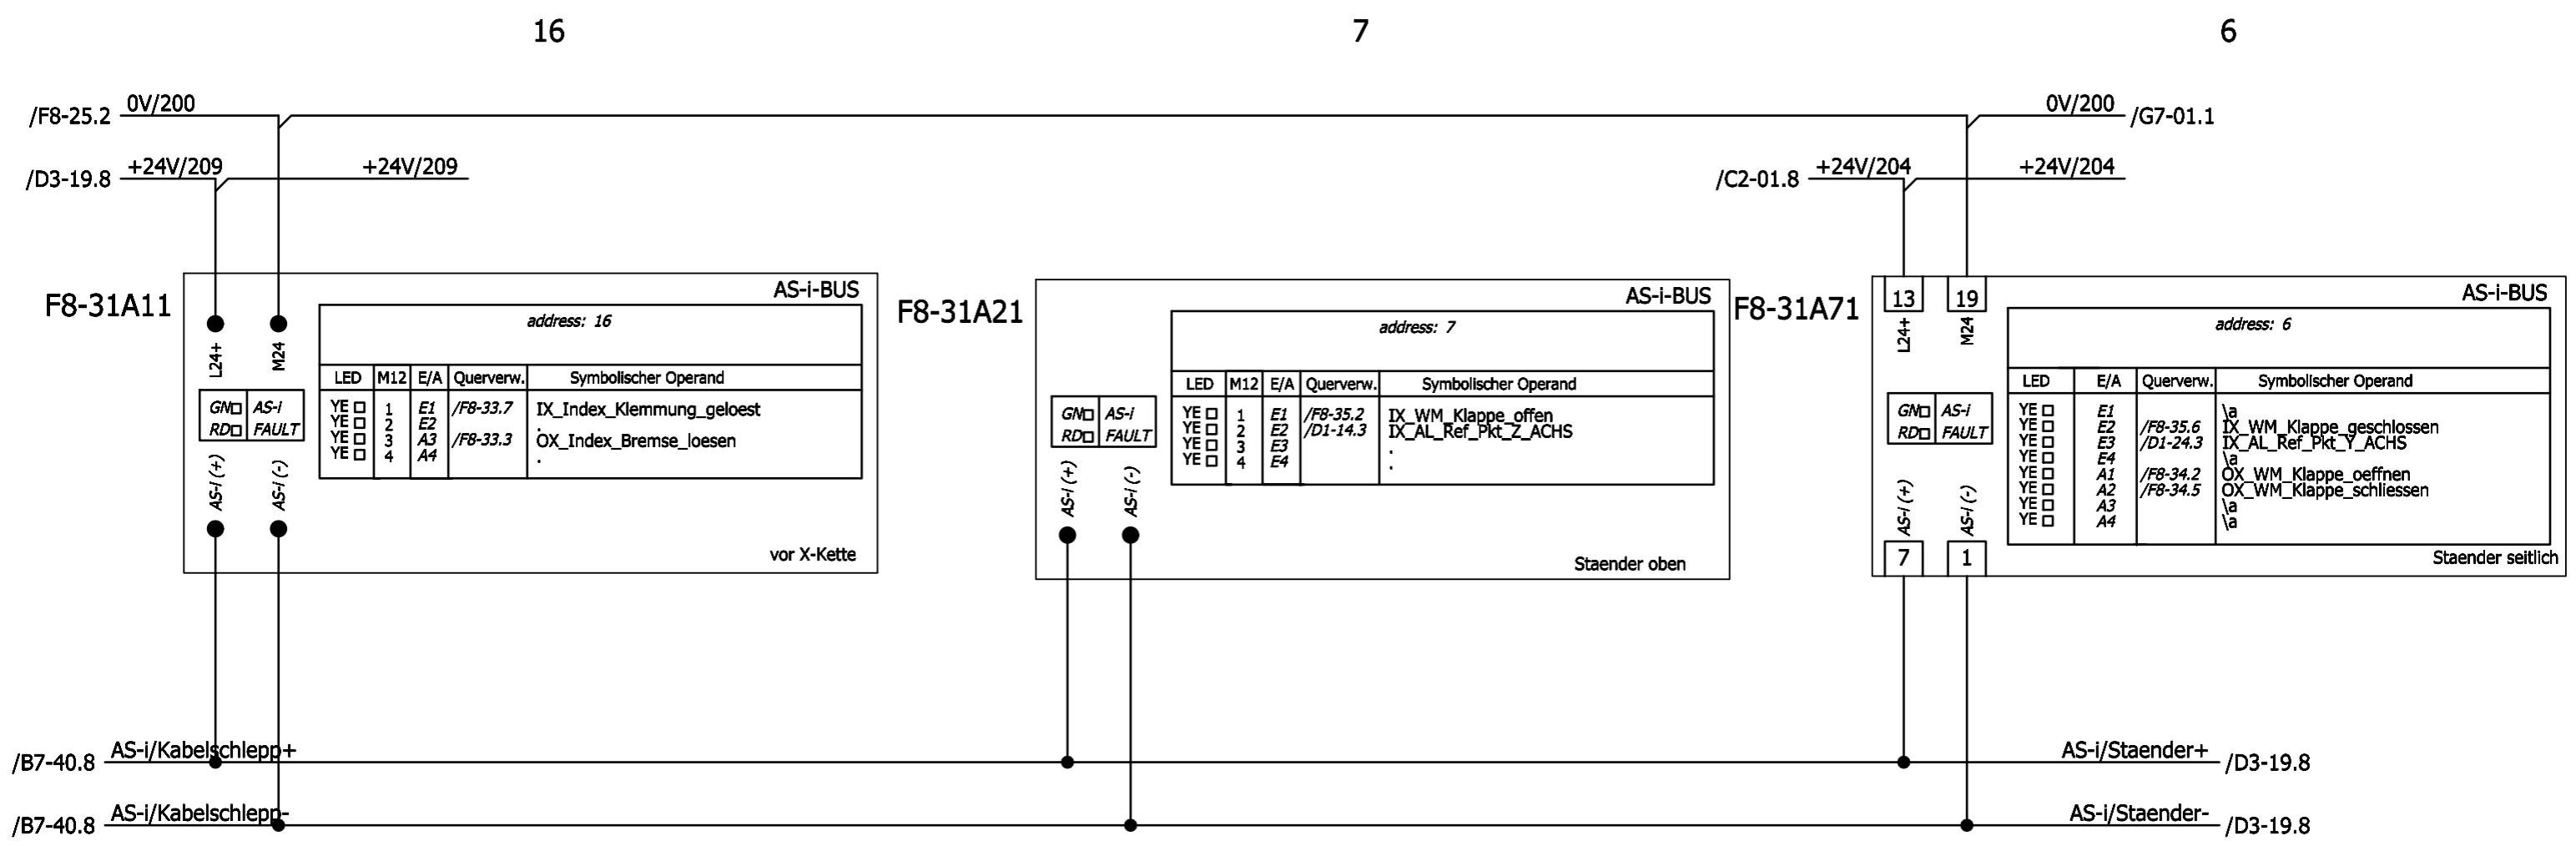 16 7 6
/F8-25.2 0V/200 0V/200 /G7-01.1
/D3-19.8 +24V/209 +24V/209 /C2-01.8 +24V/204 +24V/204
F8-31A11
AS-i-BUS
L24+ M24
address: 16
LED M12 E/A Querverw. Symbolischer Operand
YE 1 E1 /F8-33.7 IX_Index_Klemmung_geloest
YE 2 E2 .
YE 3 A3 /F8-33.3 OX_Index_Bremse_loesen
YE 4 A4 .
GN AS-i
RD FAULT
AS-i (+) AS-i (-)
vor X-Kette
F8-31A21
AS-i-BUS
address: 7
LED M12 E/A Querverw. Symbolischer Operand
YE 1 E1 /F8-35.2 IX_WM_Klappe_offen
YE 2 E2 /D1-14.3 IX_AL_Ref_Pkt_Z_ACHS
YE 3 E3 .
YE 4 E4 .
GN AS-i
RD FAULT
AS-i (+) AS-i (-)
Staender oben
F8-31A71
13 19
AS-i-BUS
L24+ M24
address: 6
LED E/A Querverw. Symbolischer Operand
YE E1 \a
YE E2 /F8-35.6 IX_WM_Klappe_geschlossen
YE E3 /D1-24.3 IX_AL_Ref_Pkt_Y_ACHS
YE E4 \a
YE A1 /F8-34.2 OX_WM_Klappe_oeffnen
YE A2 /F8-34.5 OX_WM_Klappe_schliessen
YE A3 \a
YE A4 \a
GN AS-i
RD FAULT
AS-i (+) AS-i (-)
7 1
Staender seitlich
/B7-40.8 AS-i/Kabelschlepp+ AS-i/Staender+ /D3-19.8
/B7-40.8 AS-i/Kabelschlepp- AS-i/Staender- /D3-19.8